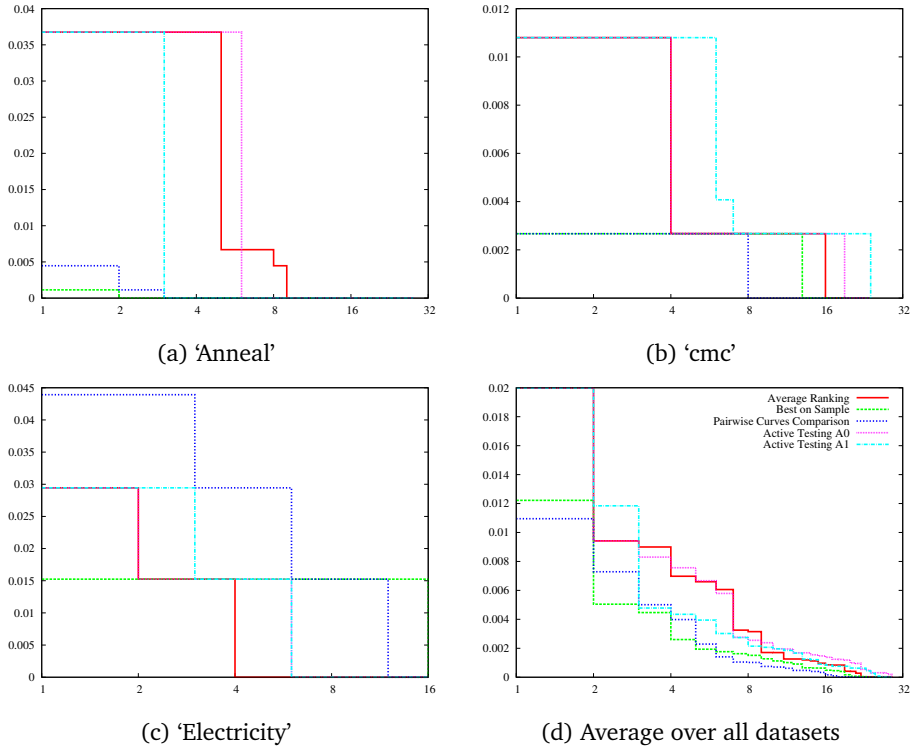 0.04
0.035
0.03
0.025
0.02
0.015
0.01
0.005
0
1 2 4 8 16 32
(a) ‘Anneal’
0.012
0.01
0.008
0.006
0.004
0.002
0
1 2 4 8 16 32
(b) ‘cmc’
0.045
0.04
0.035
0.03
0.025
0.02
0.015
0.01
0.005
0
1 2 4 8 16
(c) ‘Electricity’
0.02
0.018
0.016
0.014
0.012
0.01
0.008
0.006
0.004
0.002
0
1 2 4 8 16 32
Average Ranking
Best on Sample
Pairwise Curves Comparison
Active Testing A0
Active Testing A1
(d) Average over all datasets